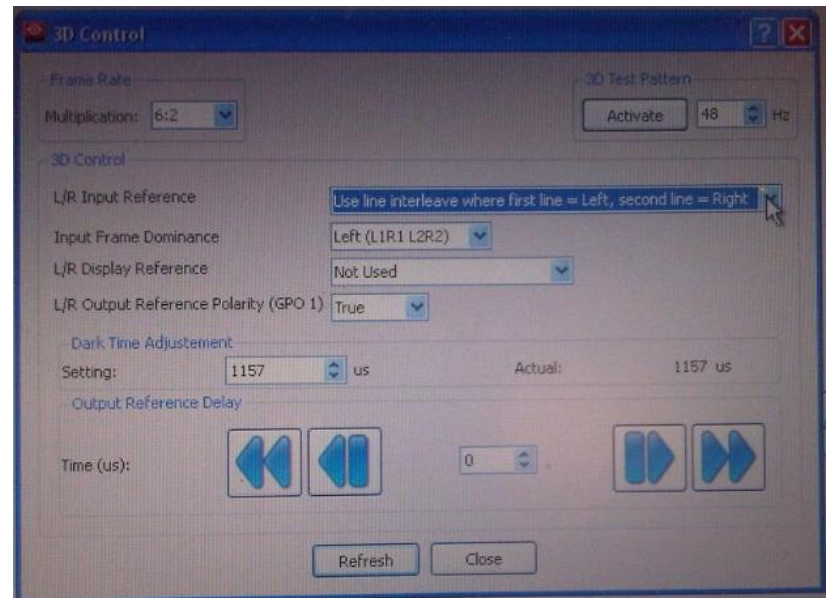 3D Control
?
Frame Rate
3D Test Pattern
Multiplication: 6:2
Activate 48 Hz
3D Control
L/R Input Reference Use line interleave where first line = Left, second line = Right
Input Frame Dominance Left (L1R1 L2R2)
L/R Display Reference Not Used
L/R Output Reference Polarity (GPO 1) True
Dark Time Adjustement
Setting: 1157 us Actual: 1157 us
Output Reference Delay
Time (us): 0
Refresh Close